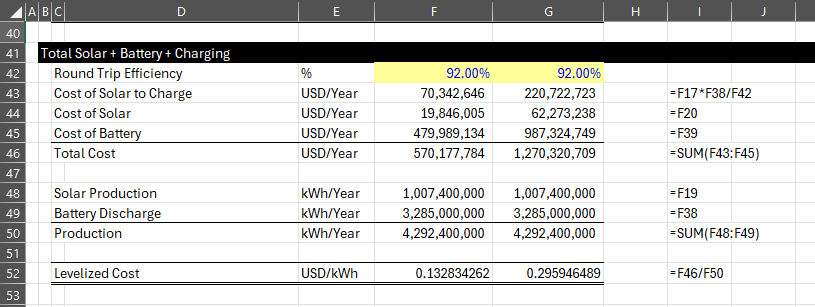 A B C D E F G H I J
40
41 Total Solar + Battery + Charging
42 Round Trip Efficiency % 92.00% 92.00%
43 Cost of Solar to Charge USD/Year 70,342,646 220,722,723 =F17*F38/F42
44 Cost of Solar USD/Year 19,846,005 62,273,238 =F20
45 Cost of Battery USD/Year 479,989,134 987,324,749 =F39
46 Total Cost USD/Year 570,177,784 1,270,320,709 =SUM(F43:F45)
47
48 Solar Production kWh/Year 1,007,400,000 1,007,400,000 =F19
49 Battery Discharge kWh/Year 3,285,000,000 3,285,000,000 =F38
50 Production kWh/Year 4,292,400,000 4,292,400,000 =SUM(F48:F49)
51
52 Levelized Cost USD/kWh 0.132834262 0.295946489 =F46/F50
53